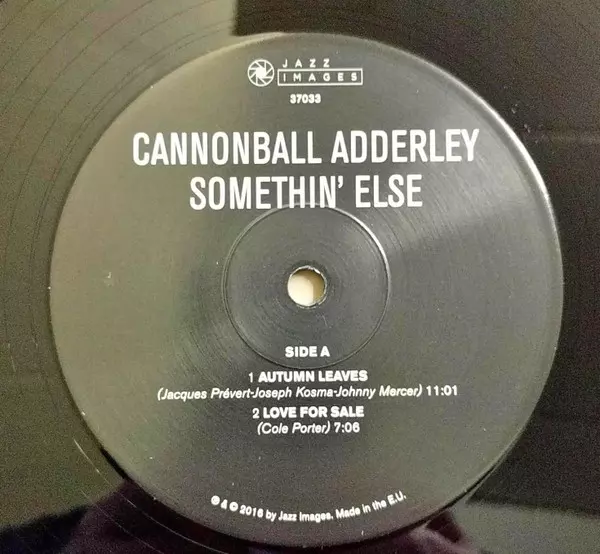 JAZZ
IMAGES
37033
CANNONBALL ADDERLEY
SOMETHIN' ELSE
SIDE A
1 AUTUMN LEAVES
(Jacques Prévert-Joseph Kosma-Johnny Mercer) 11:01
2 LOVE FOR SALE
(Cole Porter) 7:06
℗ & © 2016 by Jazz Images. Made in the E.U.